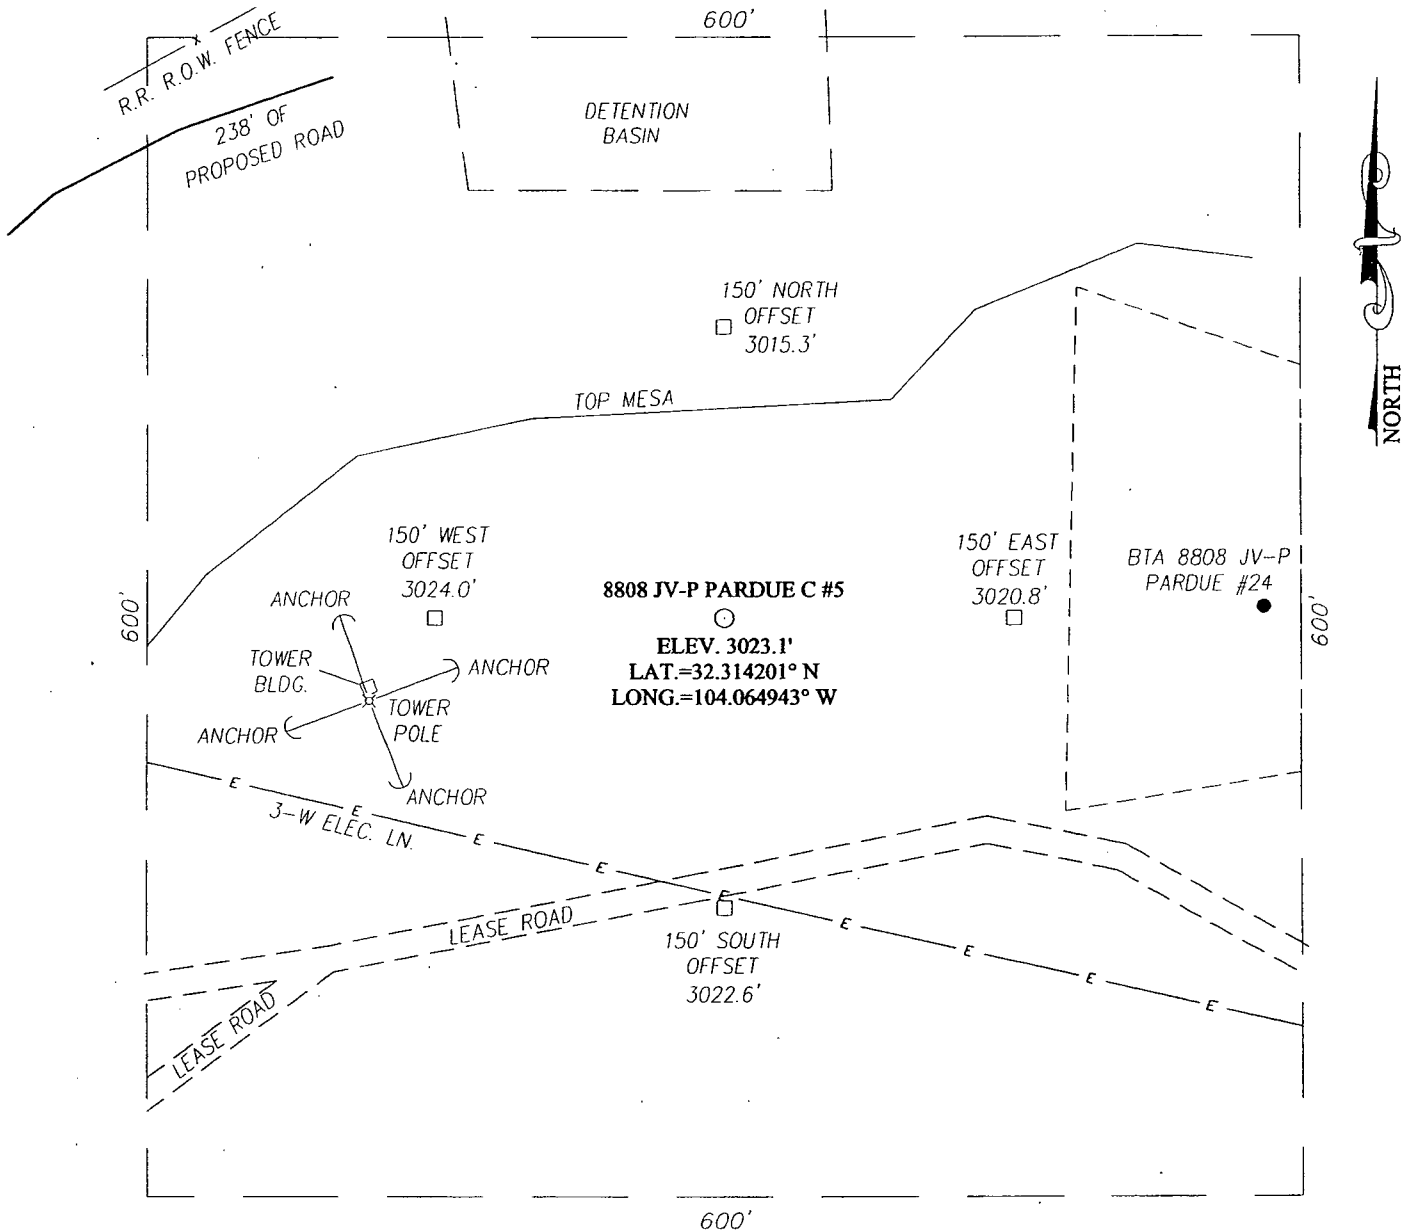 600'
R.R. R.O.W. FENCE
238' OF
PROPOSED ROAD
DETENTION
BASIN
150' NORTH
OFFSET
3015.3'
NORTH
TOP MESA
150' WEST
OFFSET
3024.0'
8808 JV-P PARDUE C #5
ELEV. 3023.1'
LAT.=32.314201° N
LONG.=104.064943° W
150' EAST
OFFSET
3020.8'
BTA 8808 JV-P
PARDUE #24
600'
600'
ANCHOR
TOWER
BLDG.
ANCHOR
ANCHOR
TOWER
POLE
ANCHOR
E
E
E
E
E
E
E
E
E
3-W ELEC. LN.
LEASE ROAD
150' SOUTH
OFFSET
3022.6'
LEASE ROAD
600'